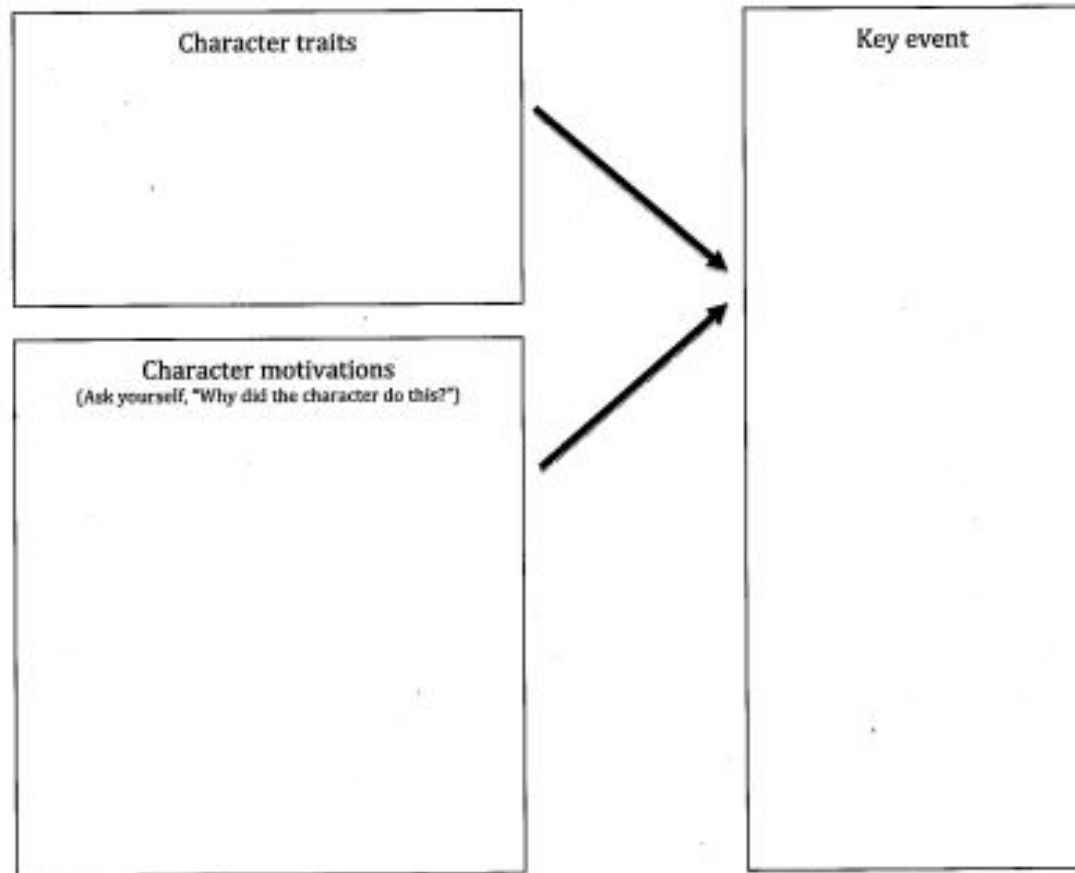 Character traits
Character motivations
(Ask yourself, "Why did the character do this?")
Key event